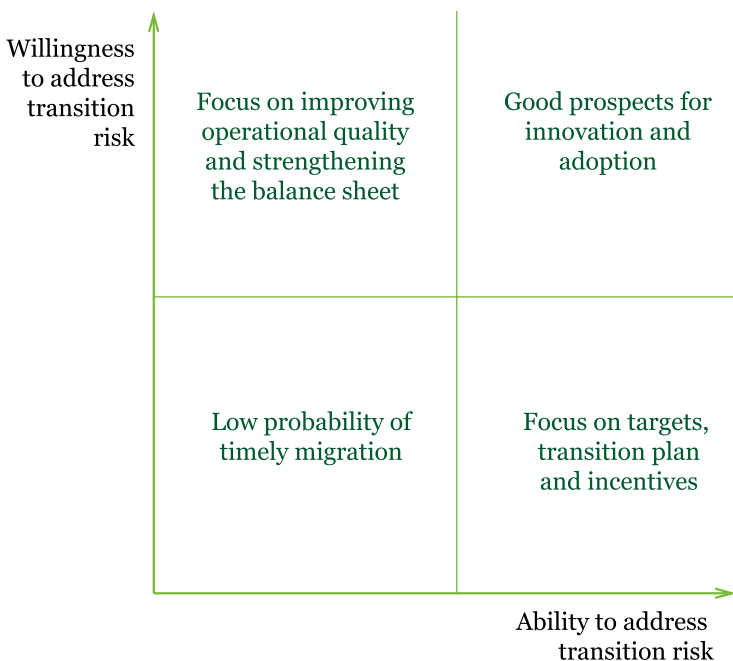 Willingness
to address
transition
risk
Focus on improving
operational quality
and strengthening
the balance sheet
Good prospects for
innovation and
adoption
Low probability of
timely migration
Focus on targets,
transition plan
and incentives
Ability to address
transition risk